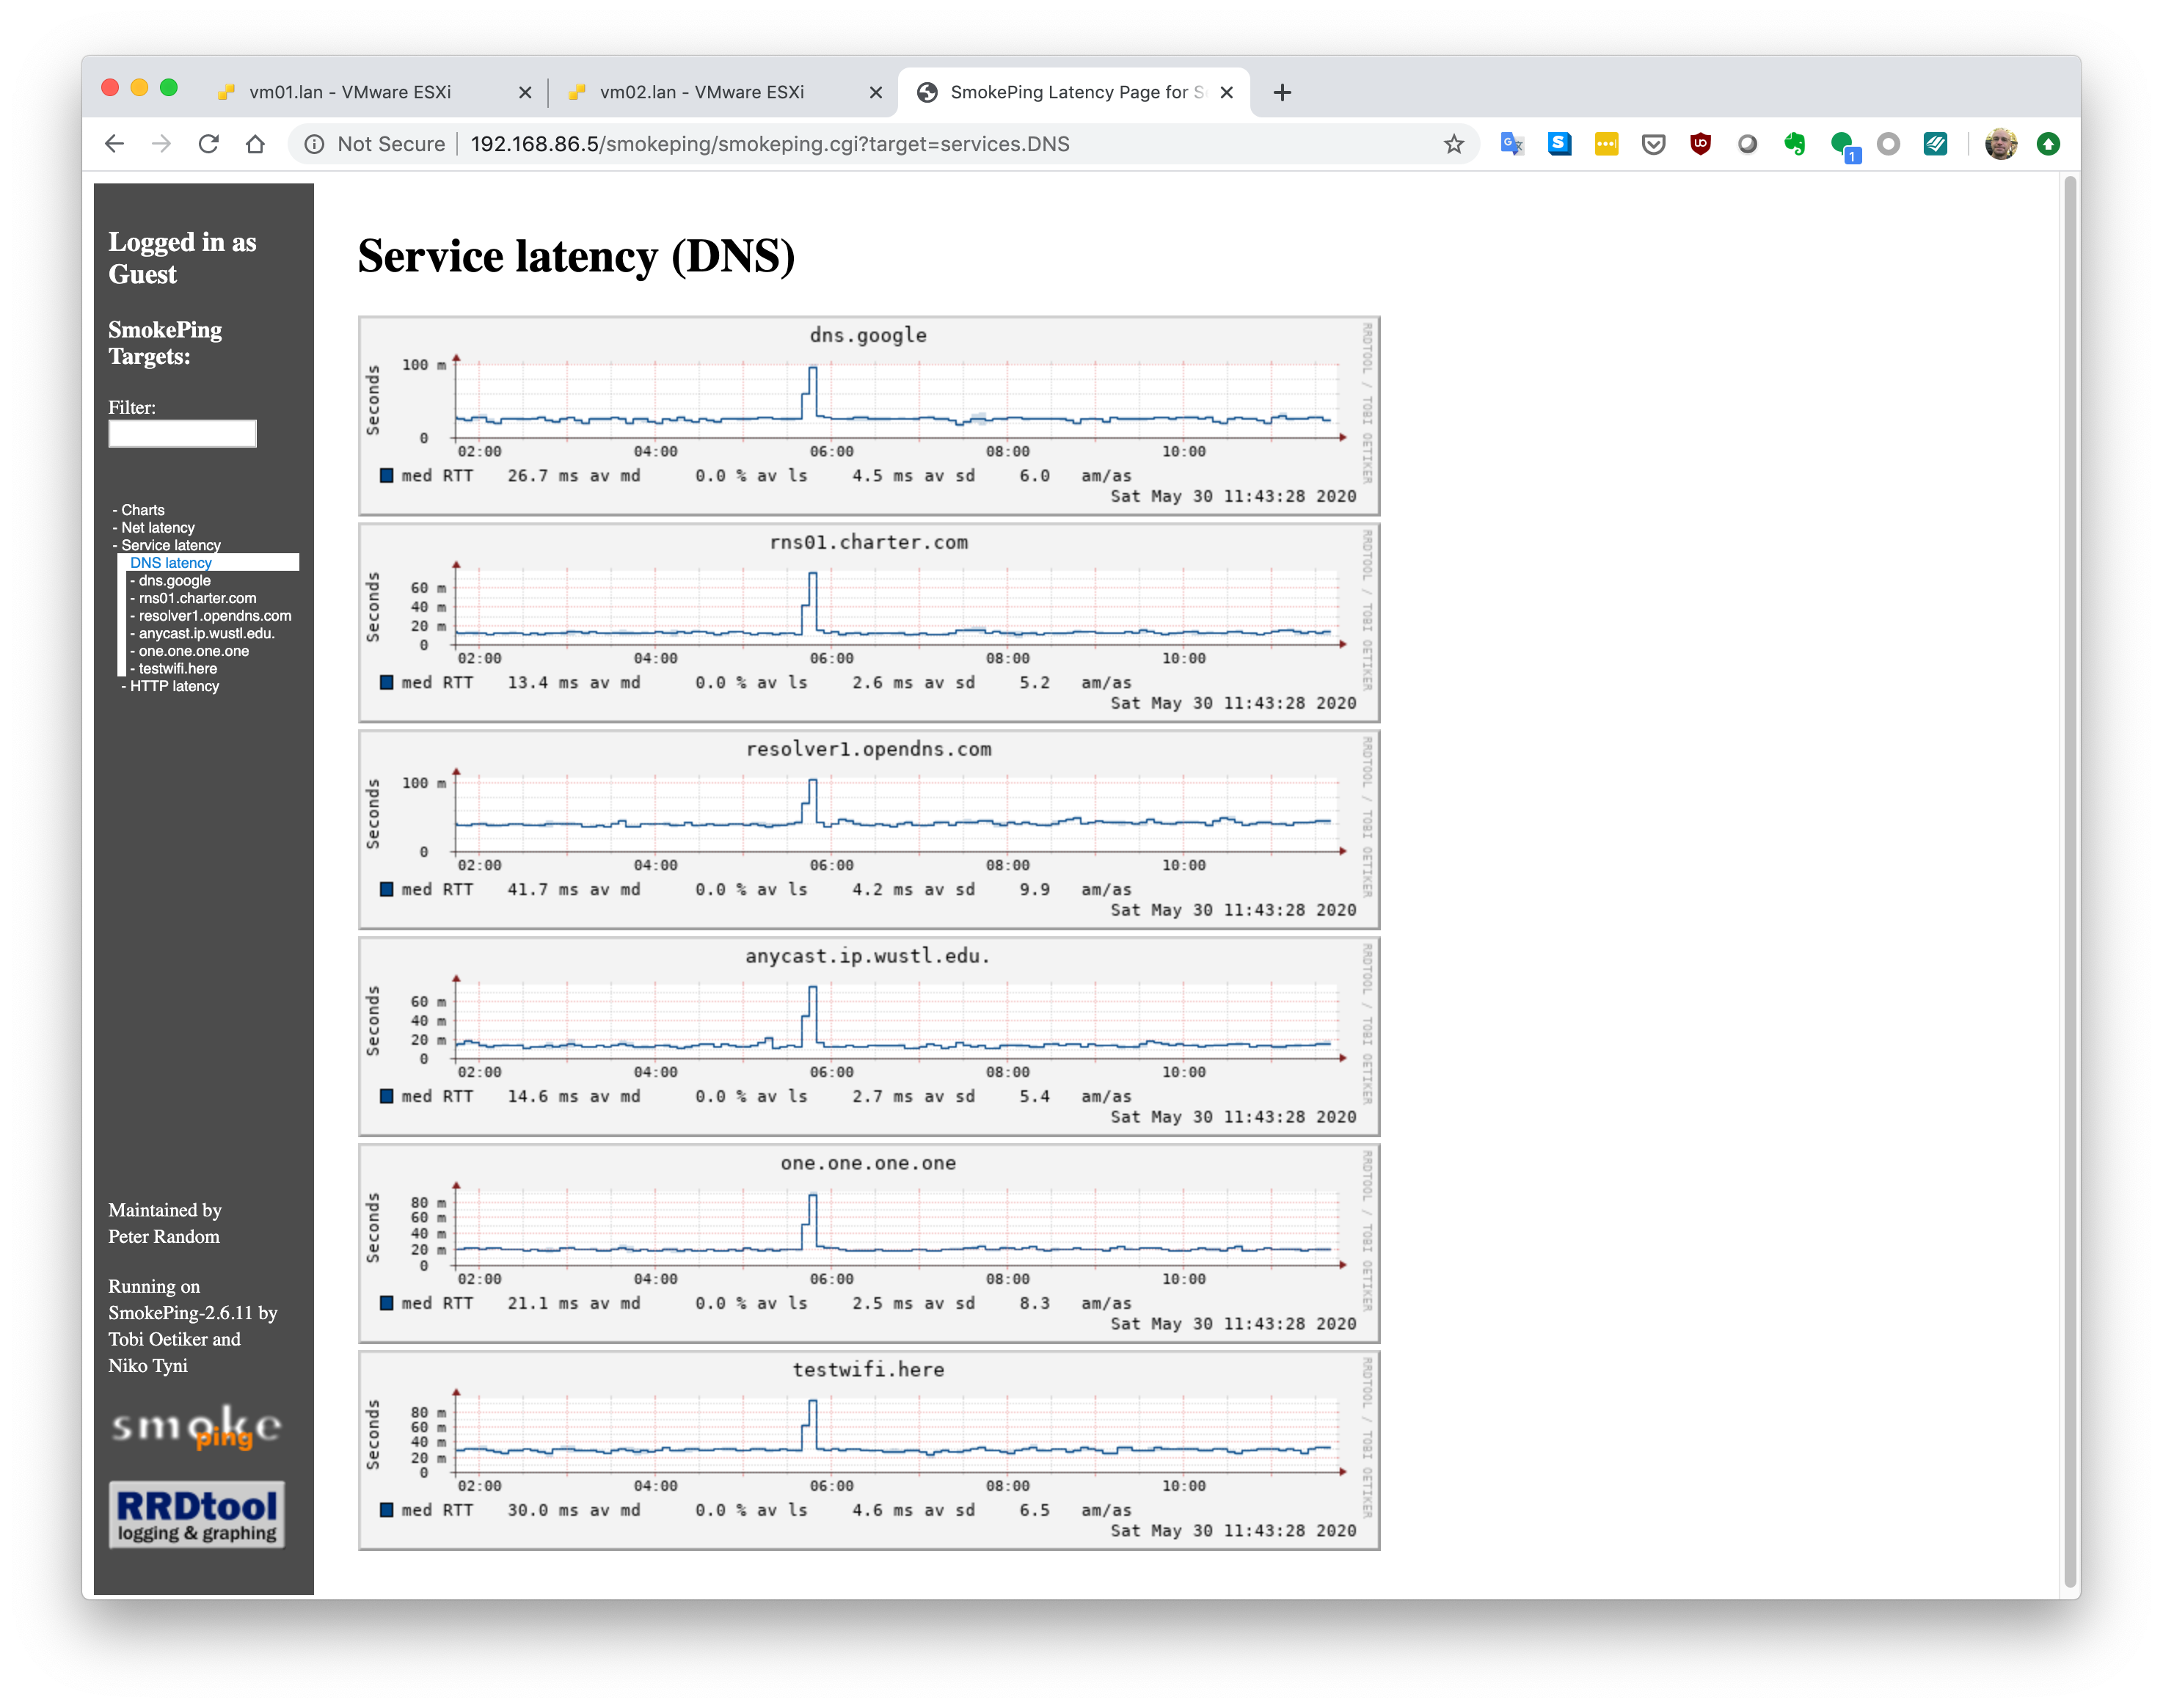 vm01.lan - VMware ESXi
vm02.lan - VMware ESXi
SmokePing Latency Page for S
Not Secure
192.168.86.5/smokeping/smokeping.cgi?target=services.DNS
1
Logged in as
Guest
SmokePing
Targets:
Filter:
- Charts
- Net latency
- Service latency
DNS latency
- dns.google
- rns01.charter.com
- resolver1.opendns.com
- anycast.ip.wustl.edu.
- one.one.one.one
- testwifi.here
- HTTP latency
Maintained by
Peter Random
Running on
SmokePing-2.6.11 by
Tobi Oetiker and
Niko Tyni
smoke
ping
RRDtool
logging & graphing
Service latency (DNS)
dns.google
RRDTOOL / TOBI OETIKER
Seconds
100 m
0
02:00 04:00 06:00 08:00 10:00
med RTT 26.7 ms av md 0.0 % av ls 4.5 ms av sd 6.0 am/as
Sat May 30 11:43:28 2020
rns01.charter.com
RRDTOOL / TOBI OETIKER
Seconds
60 m
40 m
20 m
0
02:00 04:00 06:00 08:00 10:00
med RTT 13.4 ms av md 0.0 % av ls 2.6 ms av sd 5.2 am/as
Sat May 30 11:43:28 2020
resolver1.opendns.com
RRDTOOL / TOBI OETIKER
Seconds
100 m
0
02:00 04:00 06:00 08:00 10:00
med RTT 41.7 ms av md 0.0 % av ls 4.2 ms av sd 9.9 am/as
Sat May 30 11:43:28 2020
anycast.ip.wustl.edu.
RRDTOOL / TOBI OETIKER
Seconds
60 m
40 m
20 m
0
02:00 04:00 06:00 08:00 10:00
med RTT 14.6 ms av md 0.0 % av ls 2.7 ms av sd 5.4 am/as
Sat May 30 11:43:28 2020
one.one.one.one
RRDTOOL / TOBI OETIKER
Seconds
80 m
60 m
40 m
20 m
0
02:00 04:00 06:00 08:00 10:00
med RTT 21.1 ms av md 0.0 % av ls 2.5 ms av sd 8.3 am/as
Sat May 30 11:43:28 2020
testwifi.here
RRDTOOL / TOBI OETIKER
Seconds
80 m
60 m
40 m
20 m
0
02:00 04:00 06:00 08:00 10:00
med RTT 30.0 ms av md 0.0 % av ls 4.6 ms av sd 6.5 am/as
Sat May 30 11:43:28 2020